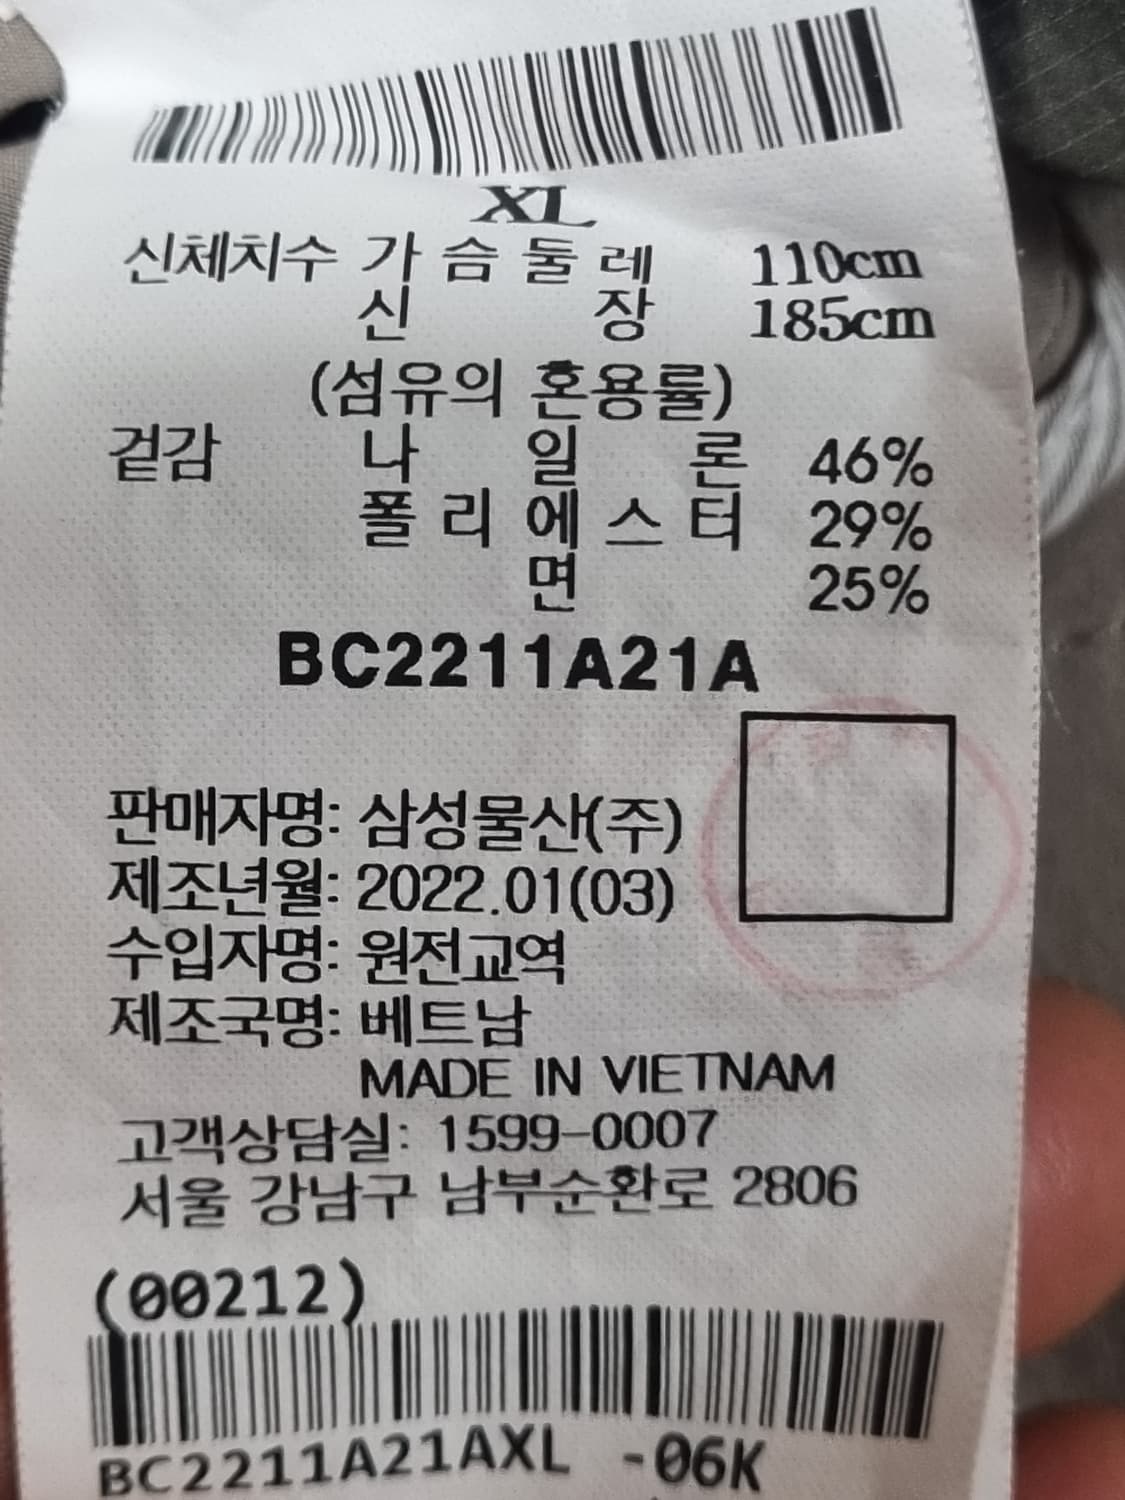 XL
신체치수 가슴둘레 110cm
신장 185cm
(섬유의 혼용률)
겉감 나일론 46%
폴리에스터 29%
면 25%
BC2211A21A
판매자명: 삼성물산(주)
제조년월: 2022.01(03)
수입자명: 원전교역
제조국명: 베트남
MADE IN VIETNAM
고객상담실: 1599-0007
서울 강남구 남부순환로 2806
(00212)
BC2211A21AXL -06K